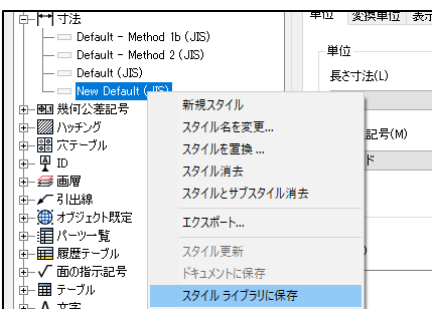 寸法
Default - Method 1b (JIS)
Default - Method 2 (JIS)
Default (JIS)
New Default (JIS)
幾何公差記号
ハッチング
穴テーブル
ID
画層
引出線
オブジェクト既定
パーツ一覧
履歴テーブル
面の指示記号
テーブル
文字
新規スタイル
スタイル名を変更...
スタイルを置換 ...
スタイル消去
スタイルとサブスタイル消去
エクスポート...
スタイル更新
ドキュメントに保存
スタイル ライブラリに保存
単位 変換単位 表示
単位
長さ寸法(L)
記号(M)
ド